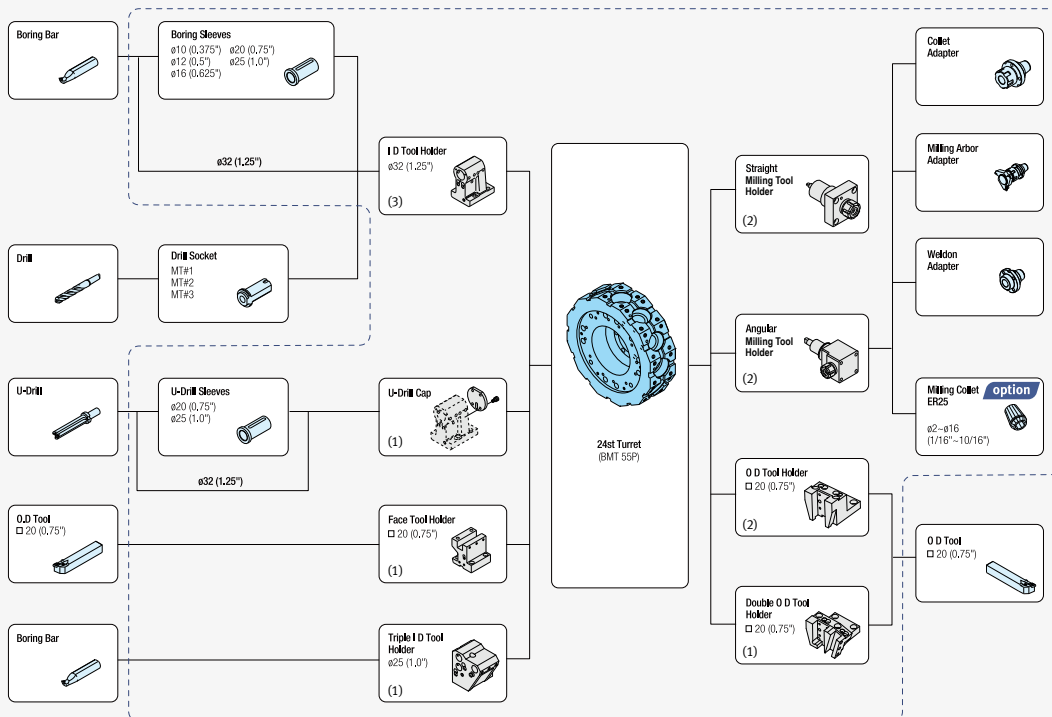 Boring Bar
Boring Sleeves
ø10 (0.375") ø20 (0.75")
ø12 (0.5") ø25 (1.0")
ø16 (0.625")
ø32 (1.25")
I D Tool Holder
ø32 (1.25")
(3)
Drill
Drill Socket
MT#1
MT#2
MT#3
U-Drill
U-Drill Sleeves
ø20 (0.75")
ø25 (1.0")
ø32 (1.25")
U-Drill Cap
(1)
O.D Tool
□ 20 (0.75")
Face Tool Holder
□ 20 (0.75")
(1)
Boring Bar
Triple I D Tool
Holder
ø25 (1.0")
(1)
24st Turret
(BMT 55P)
Straight
Milling Tool
Holder
(2)
Angular
Milling Tool
Holder
(2)
O D Tool Holder
□ 20 (0.75")
(2)
Double O D Tool
Holder
□ 20 (0.75")
(1)
Collet
Adapter
Milling Arbor
Adapter
Weldon
Adapter
Milling Collet option
ER25
ø2~ø16
(1/16"~10/16")
O D Tool
□ 20 (0.75")